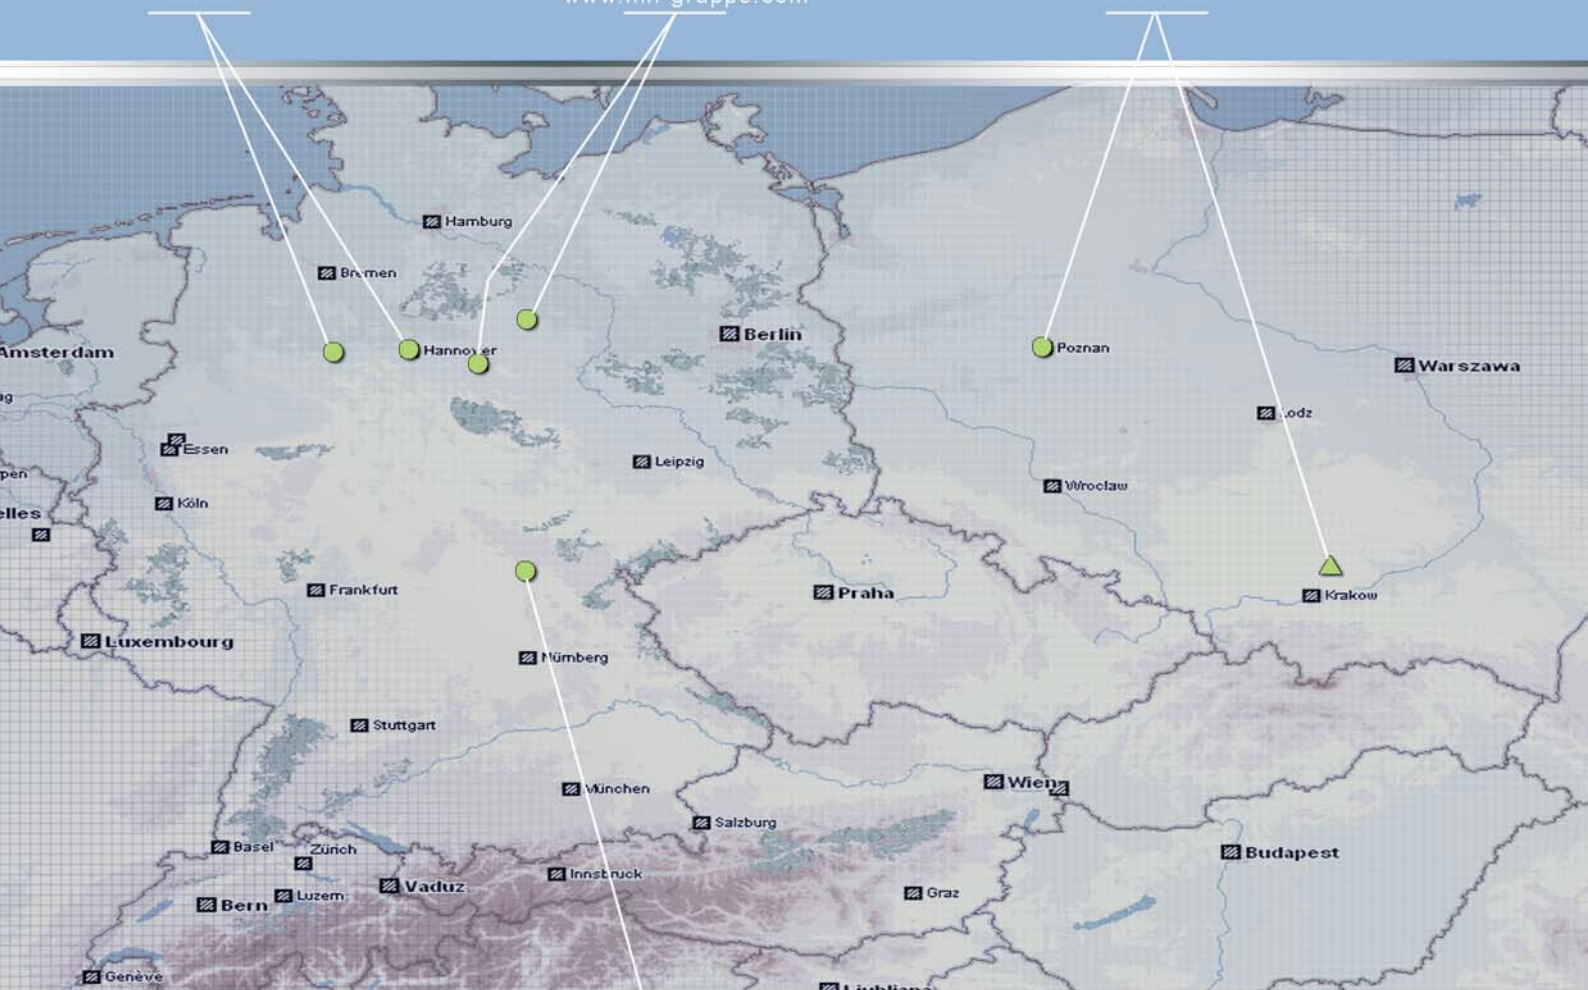 Hamburg
Bremen
Berlin
Amsterdam
Hannover
Poznan
Warszawa
Lodz
Essen
Leipzig
Köln
Wroclaw
Frankfurt
Praha
Krakow
Luxembourg
Nürnberg
Stuttgart
München
Wien
Salzburg
Basel
Zürich
Budapest
Innsbruck
Vaduz
Luzern
Graz
Bern
Genève
Ljubljana